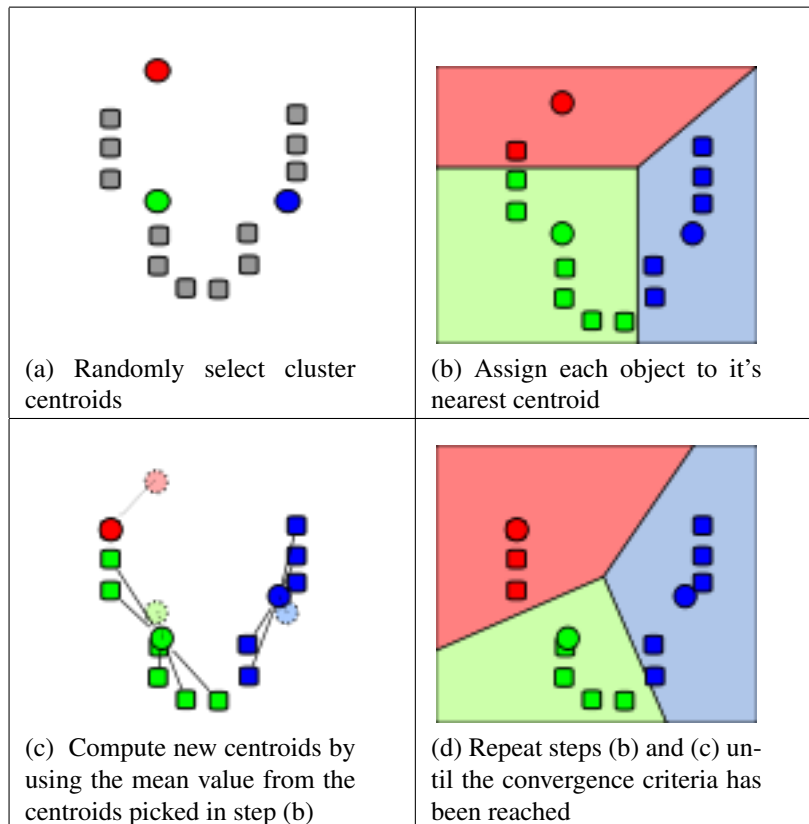 (a) Randomly select cluster
centroids
(b) Assign each object to it's
nearest centroid
(c) Compute new centroids by
using the mean value from the
centroids picked in step (b)
(d) Repeat steps (b) and (c) un-
til the convergence criteria has
been reached